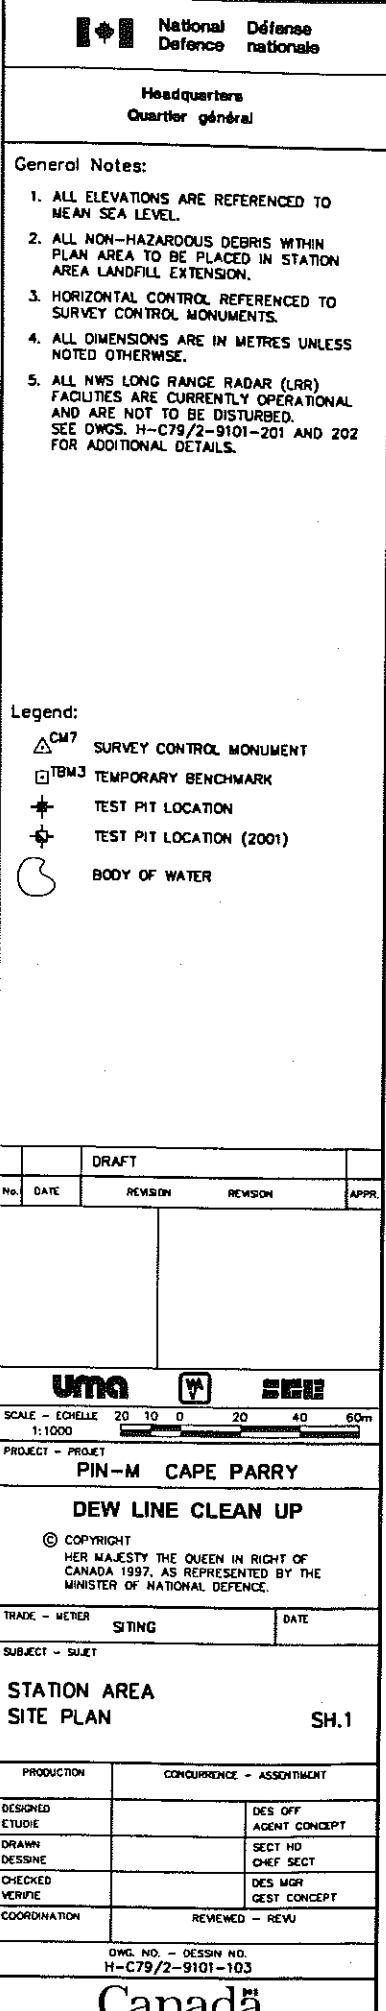 National Défense
Defence nationale
Headquarters
Quartier général
General Notes:
1. ALL ELEVATIONS ARE REFERENCED TO
MEAN SEA LEVEL.
2. ALL NON-HAZARDOUS DEBRIS WITHIN
PLAN AREA TO BE PLACED IN STATION
AREA LANDFILL EXTENSION.
3. HORIZONTAL CONTROL REFERENCED TO
SURVEY CONTROL MONUMENTS.
4. ALL DIMENSIONS ARE IN METRES UNLESS
NOTED OTHERWISE.
5. ALL NWS LONG RANGE RADAR (LRR)
FACILITIES ARE CURRENTLY OPERATIONAL
AND ARE NOT TO BE DISTURBED.
SEE DWGS. H-C79/2-9101-201 AND 202
FOR ADDITIONAL DETAILS.
Legend:
CM7 SURVEY CONTROL MONUMENT
TBM3 TEMPORARY BENCHMARK
TEST PIT LOCATION
TEST PIT LOCATION (2001)
BODY OF WATER
DRAFT
No. DATE REVISION REVISION APPR.
uma
SCALE - ECHELLE 20 10 0 20 40 60m
1:1000
PROJECT - PROJET
PIN-M CAPE PARRY
DEW LINE CLEAN UP
© COPYRIGHT
HER MAJESTY THE QUEEN IN RIGHT OF
CANADA 1997, AS REPRESENTED BY THE
MINISTER OF NATIONAL DEFENCE.
TRADE - METIER DATE
SITING
SUBJECT - SUJET
STATION AREA
SITE PLAN SH.1
PRODUCTION CONCURRENCE - ASSENTIMENT
DESIGNED DES OFF
ETUDIE AGENT CONCEPT
DRAWN SECT HD
DESSINE CHEF SECT
CHECKED DES MGR
VERIFIE GEST CONCEPT
COORDINATION REVIEWED - REVU
DWG. NO. - DESSIN NO.
H-C79/2-9101-103
Canada